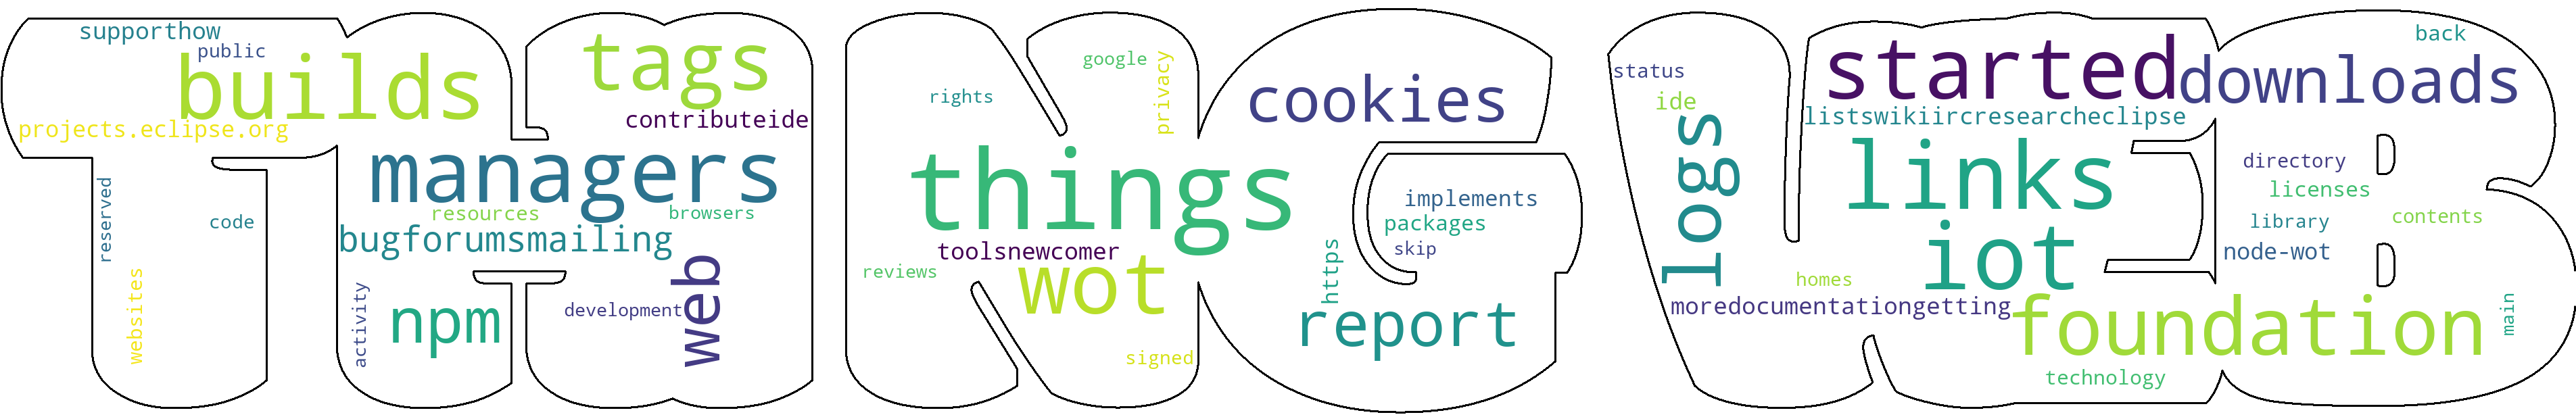 supporthow
public
builds
projects.eclipse.org
reserved
code
websites
tags
contributeide
managers
resources
browsers
bugforumsmailing
activity
npm
development
web
google
privacy
rights
cookies
things
implements
packages
skip
toolsnewcomer
reviews
wot
https
report
signed
status
ide
logs
started
back
downloads
listswikiircresearcheclipse
links
directory
licenses
library
contents
iot
node-wot
homes
moredocumentationgetting
foundation
main
technology